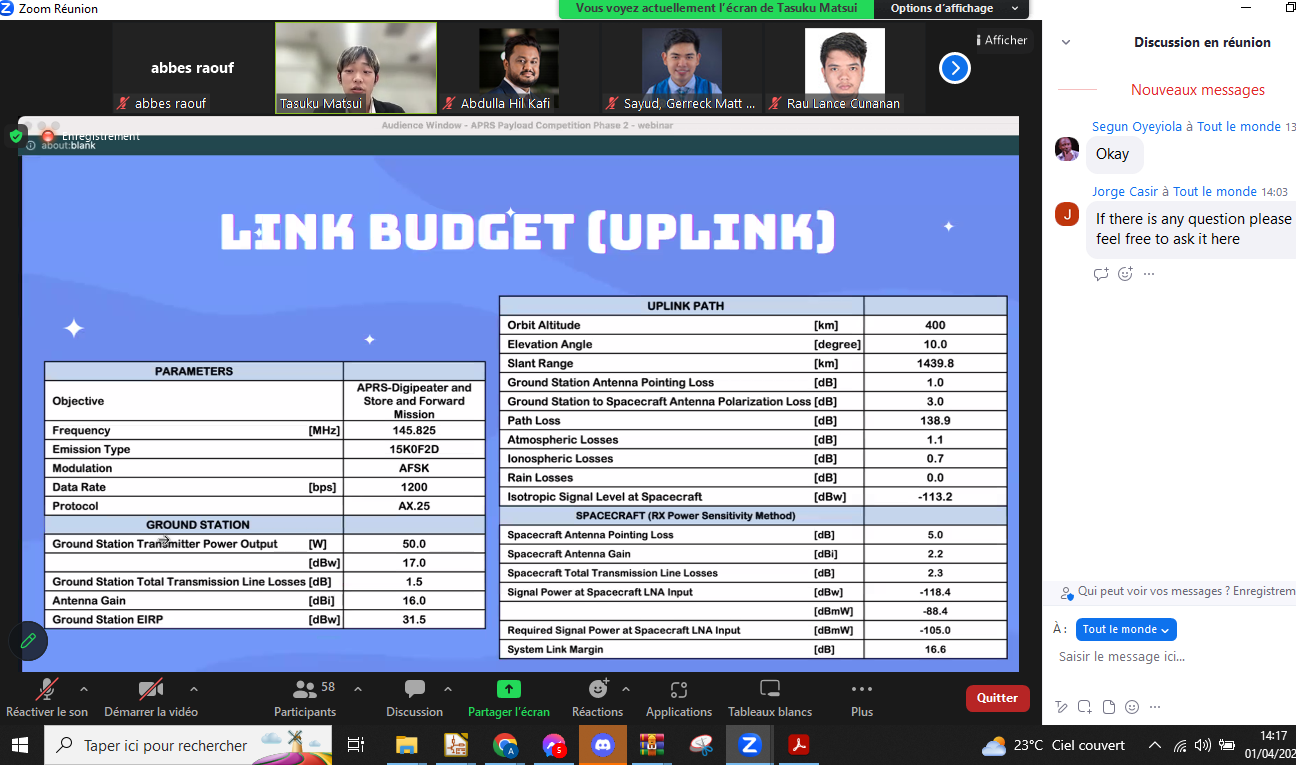 Zoom Réunion
Vous voyez actuellement l'écran de Tasuku Matsui
Options d'affichage
abbes raouf
abbes raouf
Tasuku Matsui
Abdulla Hil Kafi
Sayud, Gerreck Matt ...
Rau Lance Cunanan
Afficher
Enregistrement
Audience Window - APRS Payload Competition Phase 2 - webinar
about:blank
LINK BUDGET (UPLINK)
PARAMETERS
Objective APRS-Digipeater and
Store and Forward
Mission
Frequency [MHz] 145.825
Emission Type 15K0F2D
Modulation AFSK
Data Rate [bps] 1200
Protocol AX.25
GROUND STATION
Ground Station Transmitter Power Output [W] 50.0
[dBw] 17.0
Ground Station Total Transmission Line Losses [dB] 1.5
Antenna Gain [dBi] 16.0
Ground Station EIRP [dBw] 31.5
UPLINK PATH
Orbit Altitude [km] 400
Elevation Angle [degree] 10.0
Slant Range [km] 1439.8
Ground Station Antenna Pointing Loss [dB] 1.0
Ground Station to Spacecraft Antenna Polarization Loss [dB] 3.0
Path Loss [dB] 138.9
Atmospheric Losses [dB] 1.1
Ionospheric Losses [dB] 0.7
Rain Losses [dB] 0.0
Isotropic Signal Level at Spacecraft [dBw] -113.2
SPACECRAFT (RX Power Sensitivity Method)
Spacecraft Antenna Pointing Loss [dB] 5.0
Spacecraft Antenna Gain [dBi] 2.2
Spacecraft Total Transmission Line Losses [dB] 2.3
Signal Power at Spacecraft LNA Input [dBw] -118.4
[dBmW] -88.4
Required Signal Power at Spacecraft LNA Input [dBmW] -105.0
System Link Margin [dB] 16.6
Discussion en réunion
Nouveaux messages
Segun Oyeyiola à Tout le monde 13
Okay
Jorge Casir à Tout le monde 14:03
J
If there is any question please
feel free to ask it here
Qui peut voir vos messages ? Enregistrem
À : Tout le monde
Saisir le message ici...
Réactiver le son
Démarrer la vidéo
58
Participants
Discussion
Partager l'écran
Réactions
Applications
Tableaux blancs
Plus
Quitter
Taper ici pour rechercher
23°C Ciel couvert
14:17
01/04/202